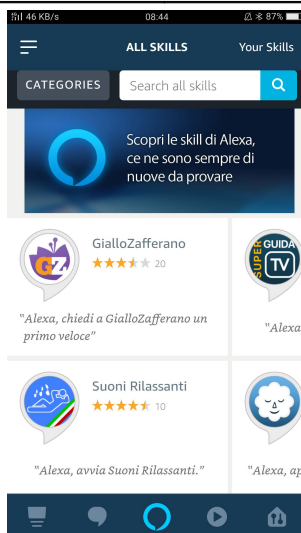 46 KB/s 08:44 87%
ALL SKILLS Your Skills
CATEGORIES Search all skills
Scopri le skill di Alexa,
ce ne sono sempre di
nuove da provare
GialloZafferano
20
GZ
SUPER GUIDA TV
"Alexa, chiedi a GialloZafferano un
primo veloce"
"Alexa
Suoni Rilassanti
10
"Alexa, avvia Suoni Rilassanti."
"Alexa, ap